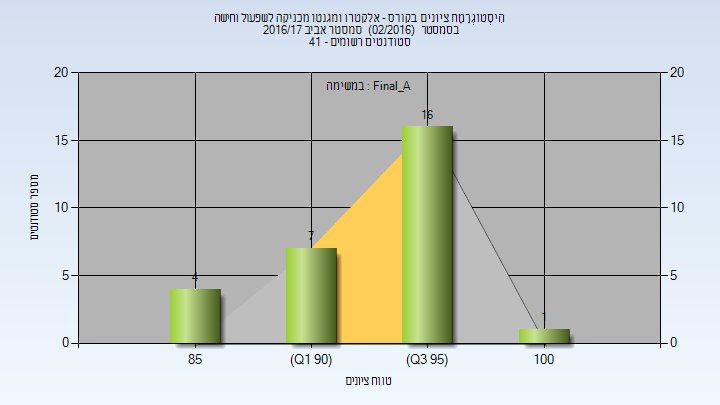 הִיסְטוֹגְרָמַת ציונים בקורס - אלקטרו ומגנטו מכניקה לשפעול וחישה
בסמסטר (02/2016) סמסטר אביב 2016/17
סטודנטים רשומים - 41
במשימה : Final_A
20
20
15
15
10
10
5
5
0
0
4
7
16
1
85
(Q1 90)
(Q3 95)
100
מספר סטודנטים
טווח ציונים